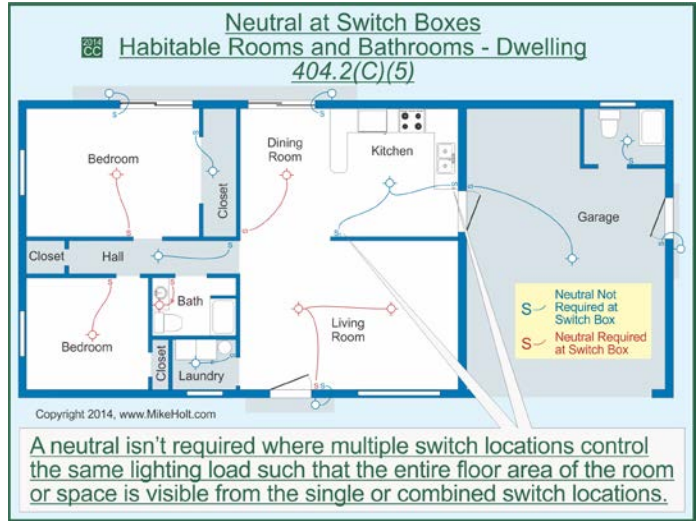 Neutral at Switch Boxes
2014
CC
Habitable Rooms and Bathrooms - Dwelling
404.2(C)(5)
Bedroom
Closet
Dining
Room
Kitchen
Garage
Closet
Hall
Bath
Bedroom
Closet
Laundry
Living
Room
S
Neutral Not
Required at
Switch Box
S
Neutral Required
at Switch Box
Copyright 2014, www.MikeHolt.com
A neutral isn't required where multiple switch locations control
the same lighting load such that the entire floor area of the room
or space is visible from the single or combined switch locations.